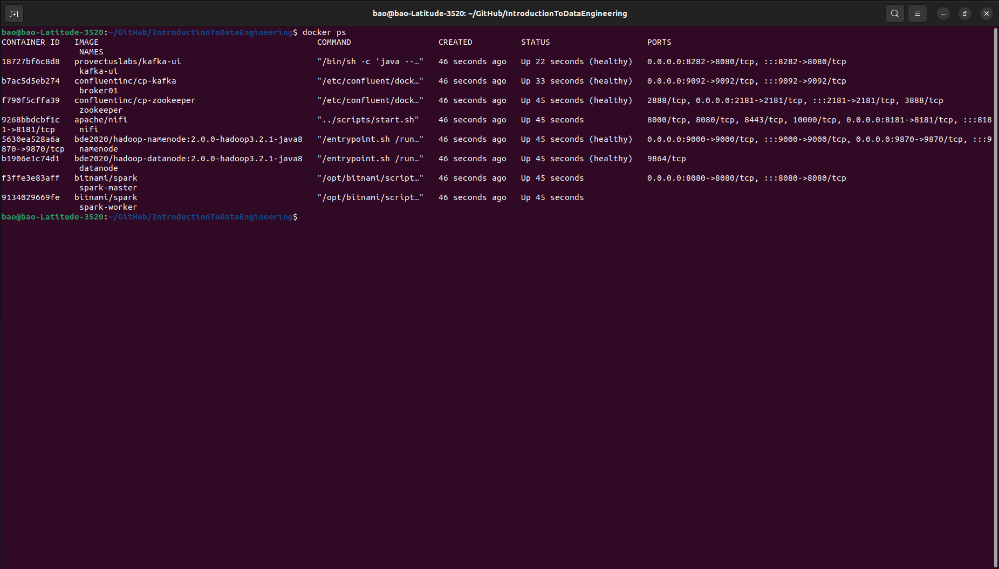 bao@bao-Latitude-3520: ~/GitHub/IntroductionToDataEngineering
bao@bao-Latitude-3520:~/GitHub/IntroductionToDataEngineering$ docker ps
CONTAINER ID   IMAGE                                             COMMAND                  CREATED          STATUS                    PORTS
                NAMES
18727bf6c8d8   provectuslabs/kafka-ui                            "/bin/sh -c 'java --…"   46 seconds ago   Up 22 seconds (healthy)   0.0.0.0:8282->8080/tcp, :::8282->8080/tcp
                kafka-ui
b7ac5d5eb274   confluentinc/cp-kafka                             "/etc/confluent/dock…"   46 seconds ago   Up 33 seconds (healthy)   0.0.0.0:9092->9092/tcp, :::9092->9092/tcp
                broker01
f790f5cffa39   confluentinc/cp-zookeeper                         "/etc/confluent/dock…"   46 seconds ago   Up 45 seconds (healthy)   2888/tcp, 0.0.0.0:2181->2181/tcp, :::2181->2181/tcp, 3888/tcp
                zookeeper
9268bbdcbf1c   apache/nifi                                       "../scripts/start.sh"    46 seconds ago   Up 45 seconds             8000/tcp, 8080/tcp, 8443/tcp, 10000/tcp, 0.0.0.0:8181->8181/tcp, :::818
1->8181/tcp     nifi
5630ea528a6a   bde2020/hadoop-namenode:2.0.0-hadoop3.2.1-java8   "/entrypoint.sh /run…"   46 seconds ago   Up 45 seconds (healthy)   0.0.0.0:9000->9000/tcp, :::9000->9000/tcp, 0.0.0.0:9870->9870/tcp, :::9
870->9870/tcp   namenode
b1906e1c74d1   bde2020/hadoop-datanode:2.0.0-hadoop3.2.1-java8   "/entrypoint.sh /run…"   46 seconds ago   Up 45 seconds (healthy)   9864/tcp
                datanode
f3ffe3e83aff   bitnami/spark                                     "/opt/bitnami/script…"   46 seconds ago   Up 45 seconds             0.0.0.0:8080->8080/tcp, :::8080->8080/tcp
                spark-master
9134029669fe   bitnami/spark                                     "/opt/bitnami/script…"   46 seconds ago   Up 45 seconds
                spark-worker
bao@bao-Latitude-3520:~/GitHub/IntroductionToDataEngineering$